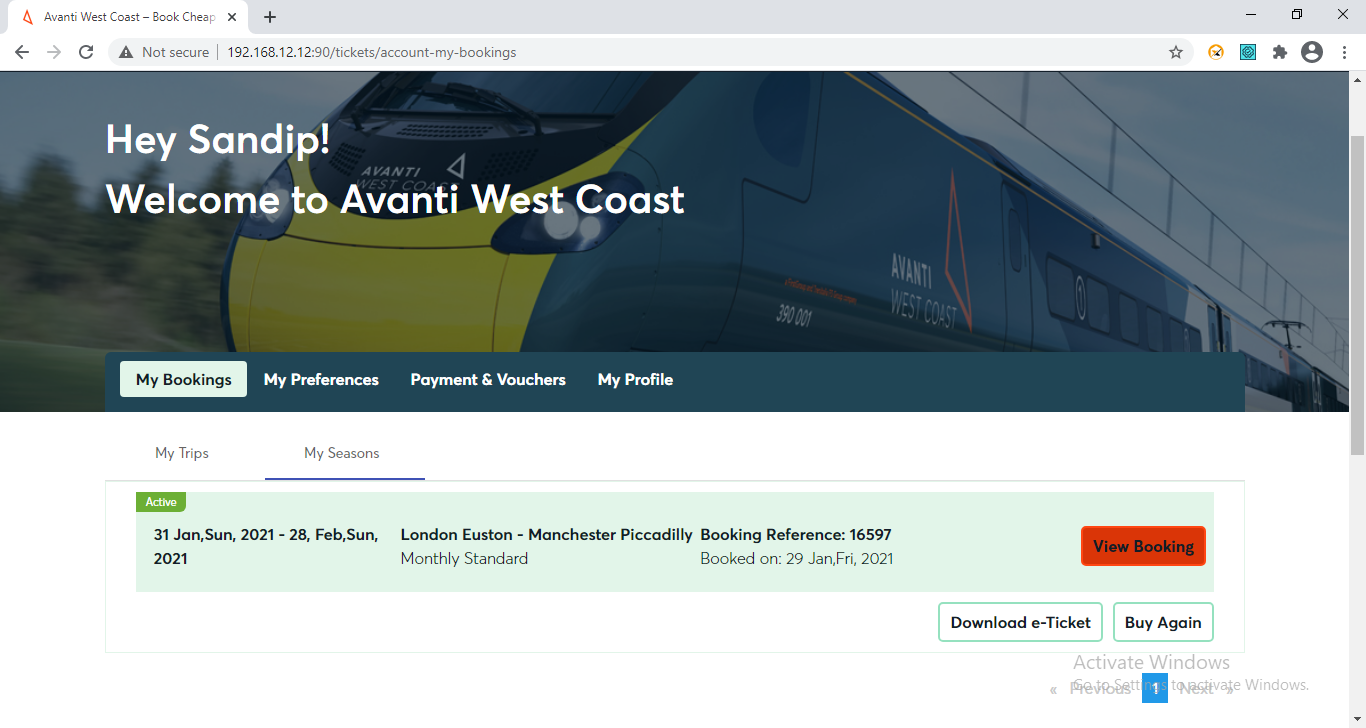 Avanti West Coast – Book Cheap
Not secure
192.168.12.12:90/tickets/account-my-bookings
Hey Sandip!
AVANTI
WEST COAST
Welcome to Avanti West Coast
AVANTI
WEST COAST
390 001
My Bookings
My Preferences
Payment & Vouchers
My Profile
My Trips
My Seasons
Active
31 Jan,Sun, 2021 - 28, Feb,Sun,
2021
London Euston - Manchester Piccadilly
Monthly Standard
Booking Reference: 16597
Booked on: 29 Jan,Fri, 2021
View Booking
Download e-Ticket
Buy Again
Activate Windows
Go to Settings to activate Windows.
« Previous 1 Next »